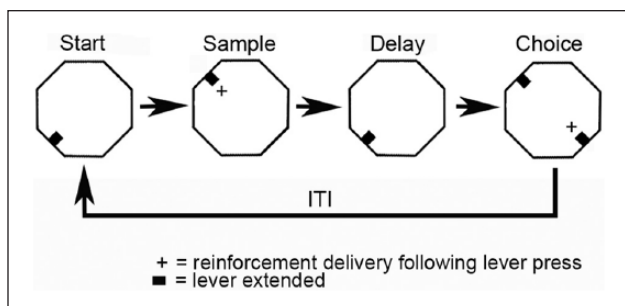 Start Sample Delay Choice
+
+
ITI
+ = reinforcement delivery following lever press
■ = lever extended